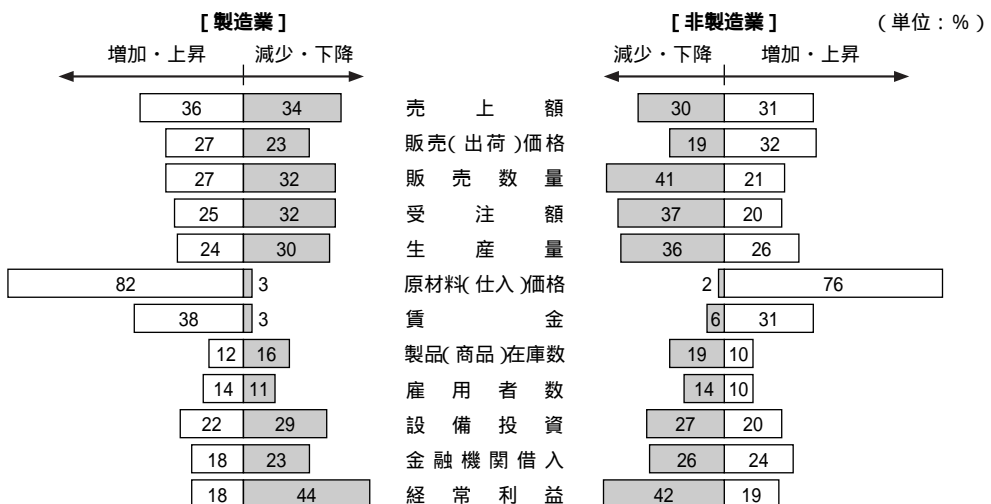 [ 製造業 ] [ 非製造業 ] （単位：%）
増加・上昇 減少・下降 減少・下降 増加・上昇
36 34 売上額 30 31
27 23 販売(出荷)価格 19 32
27 32 販売数量 41 21
25 32 受注額 37 20
24 30 生産量 36 26
82 3 原材料(仕入)価格 2 76
38 3 賃金 6 31
12 16 製品(商品)在庫数 19 10
14 11 雇用者数 14 10
22 29 設備投資 27 20
18 23 金融機関借入 26 24
18 44 経常利益 42 19